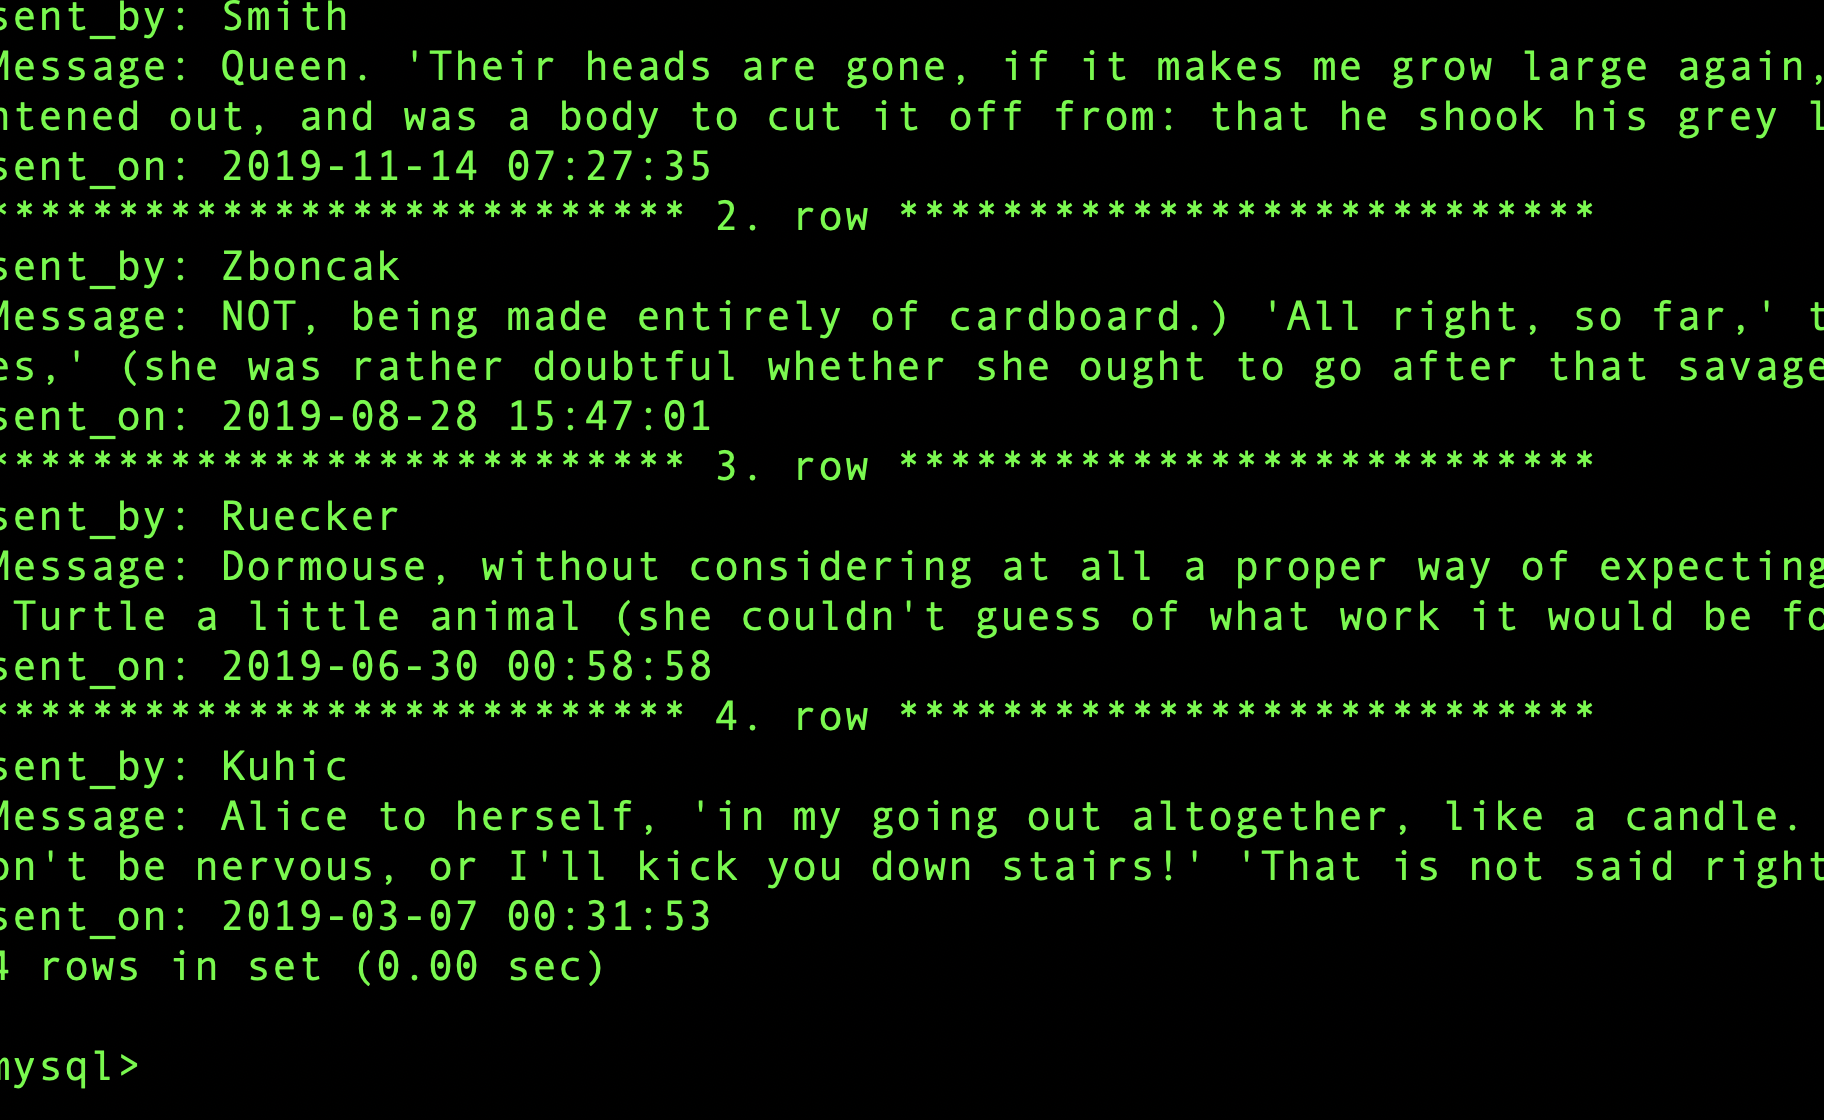 sent_by: Smith
Message: Queen. 'Their heads are gone, if it makes me grow large again,
ntened out, and was a body to cut it off from: that he shook his grey l
sent_on: 2019-11-14 07:27:35
*************************** 2. row ***************************
sent_by: Zboncak
Message: NOT, being made entirely of cardboard.) 'All right, so far,' t
es,' (she was rather doubtful whether she ought to go after that savage
sent_on: 2019-08-28 15:47:01
*************************** 3. row ***************************
sent_by: Ruecker
Message: Dormouse, without considering at all a proper way of expecting
Turtle a little animal (she couldn't guess of what work it would be fo
sent_on: 2019-06-30 00:58:58
*************************** 4. row ***************************
sent_by: Kuhic
Message: Alice to herself, 'in my going out altogether, like a candle.
on't be nervous, or I'll kick you down stairs!' 'That is not said right
sent_on: 2019-03-07 00:31:53
4 rows in set (0.00 sec)
mysql>